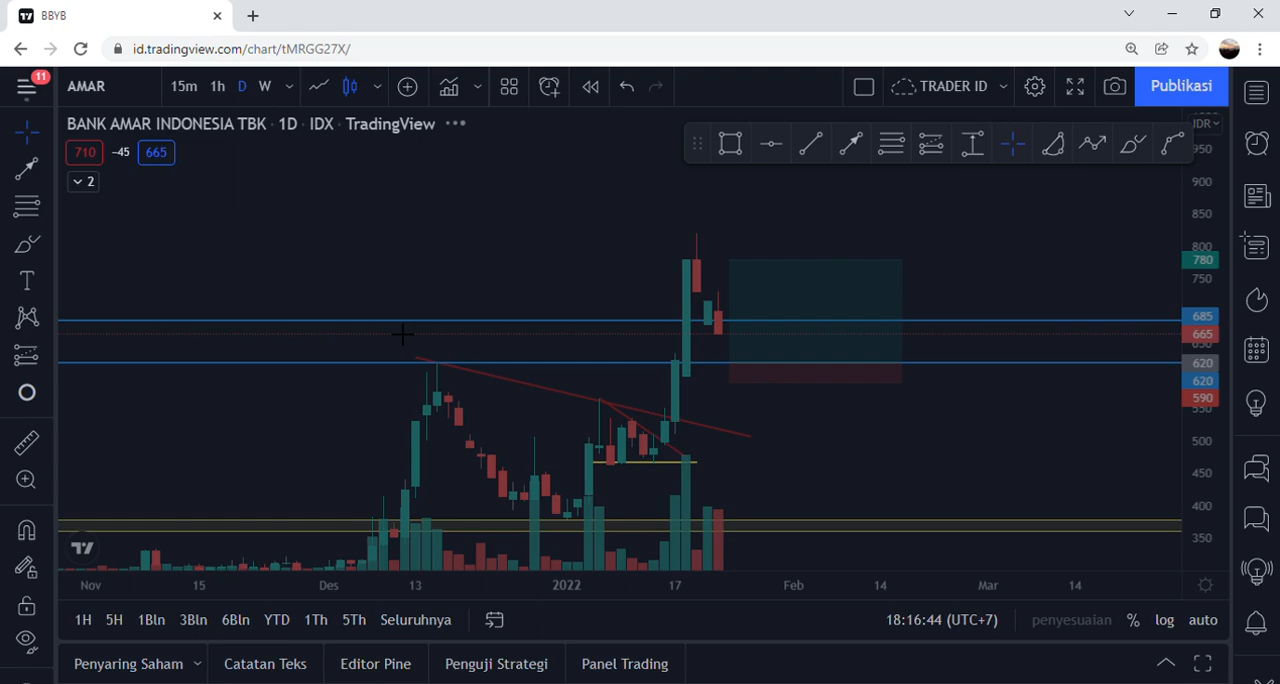 BBYB
id.tradingview.com/chart/tMRGG27X/
11
AMAR
15m 1h D W
TRADER ID
Publikasi
BANK AMAR INDONESIA TBK · 1D · IDX · TradingView
710 -45 665
2
IDR
950
900
850
800
780
750
685
665
650
620
620
590
550
500
450
400
350
Nov 15 Des 13 2022 17 Feb 14 Mar 14
1H 5H 1Bln 3Bln 6Bln YTD 1Th 5Th Seluruhnya
18:16:44 (UTC+7) penyesuaian % log auto
Penyaring Saham Catatan Teks Editor Pine Penguji Strategi Panel Trading